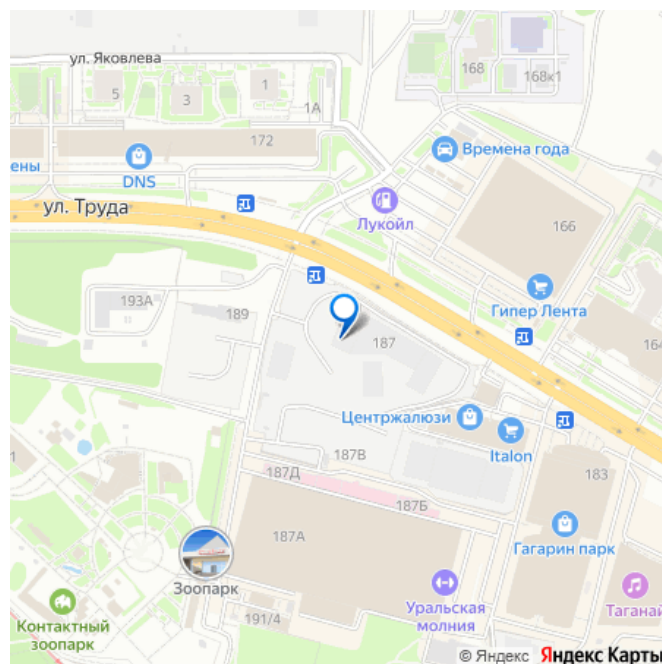 ул. Яковлева
5
3
1
1А
168
168к1
172
Времена года
ены
DNS
ул. Труда
Лукойл
166
193А
189
Гипер Лента
187
164
Центржалюзи
Italon
1
187В
187Д
187Б
183
187А
Гагарин парк
Зоопарк
Контактный
зоопарк
191/4
Уральская
молния
Таганай
© Яндекс Яндекс Карты